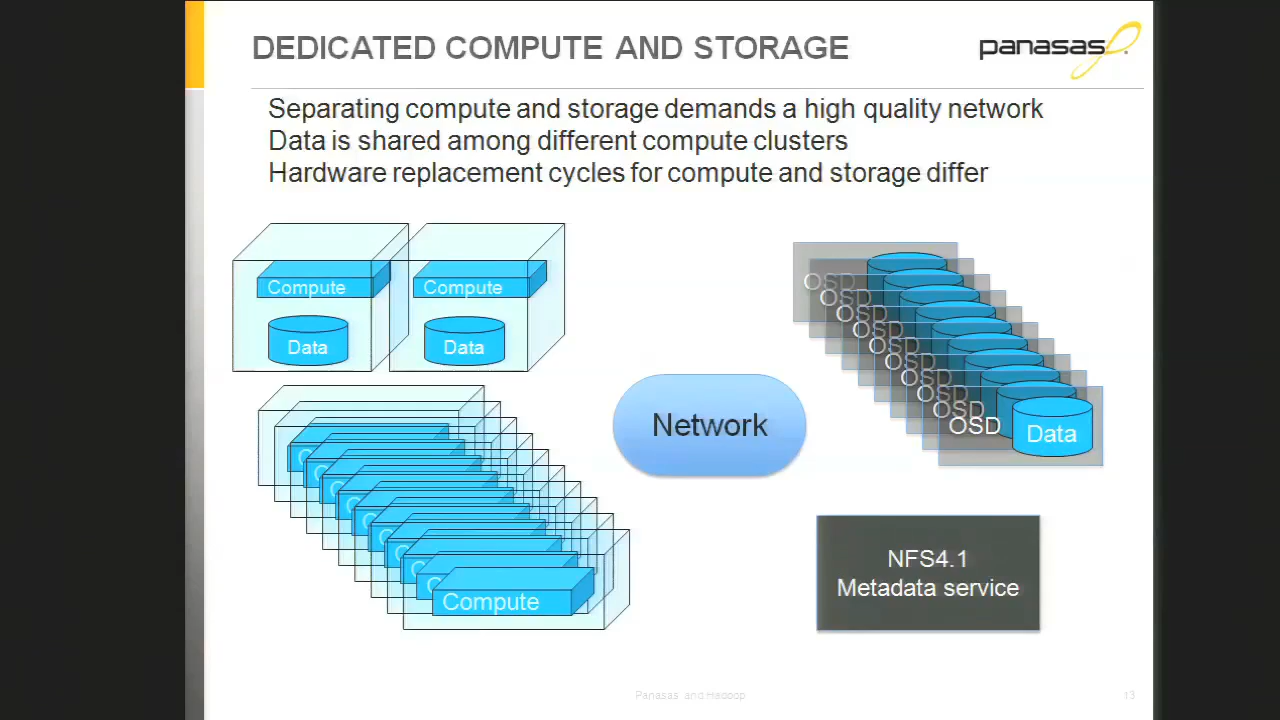 DEDICATED COMPUTE AND STORAGE
panasas
Separating compute and storage demands a high quality network
Data is shared among different compute clusters
Hardware replacement cycles for compute and storage differ
Compute
Data
Compute
Data
Compute
Network
OSD
OSD
OSD
OSD
OSD
OSD
OSD
OSD
OSD
OSD
Data
NFS4.1
Metadata service
Panasas and Hadoop
13